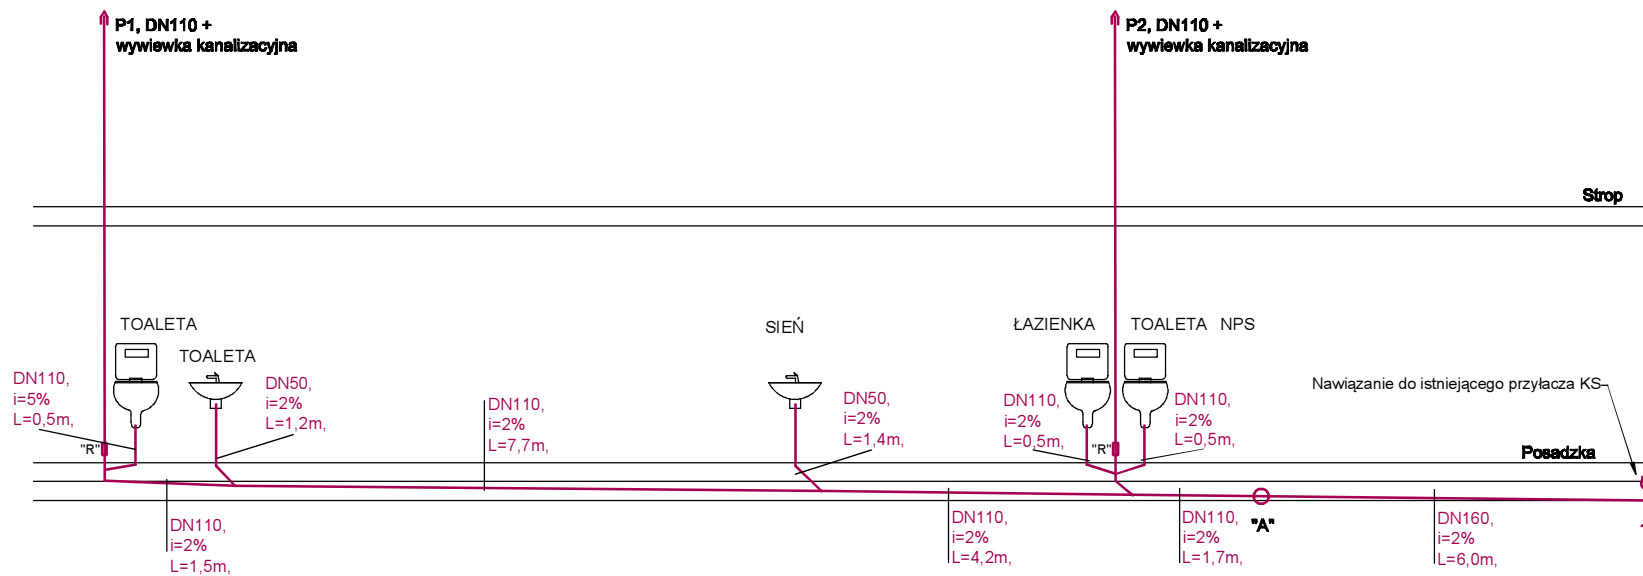 P1, DN110 +
wywiewka kanalizacyjna
P2, DN110 +
wywiewka kanalizacyjna
Strop
TOALETA
TOALETA
SIEŃ
ŁAZIENKA
TOALETA NPS
DN110,
i=5%
L=0,5m,
"R"
DN50,
i=2%
L=1,2m,
DN110,
i=2%
L=7,7m,
DN50,
i=2%
L=1,4m,
DN110,
i=2%
L=0,5m,
"R"
DN110,
i=2%
L=0,5m,
Nawiązanie do istniejącego przyłacza KS
Posadzka
DN110,
i=2%
L=1,5m,
DN110,
i=2%
L=4,2m,
DN110,
i=2%
L=1,7m,
"A"
DN160,
i=2%
L=6,0m,